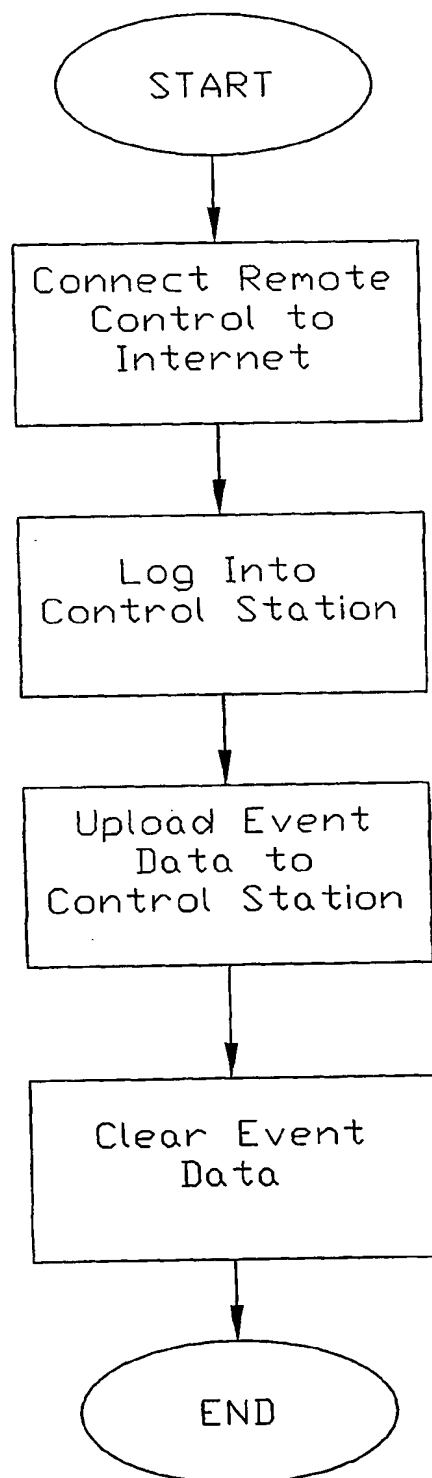 START
Connect Remote
Control to
Internet
Log Into
Control Station
Upload Event
Data to
Control Station
Clear Event
Data
END